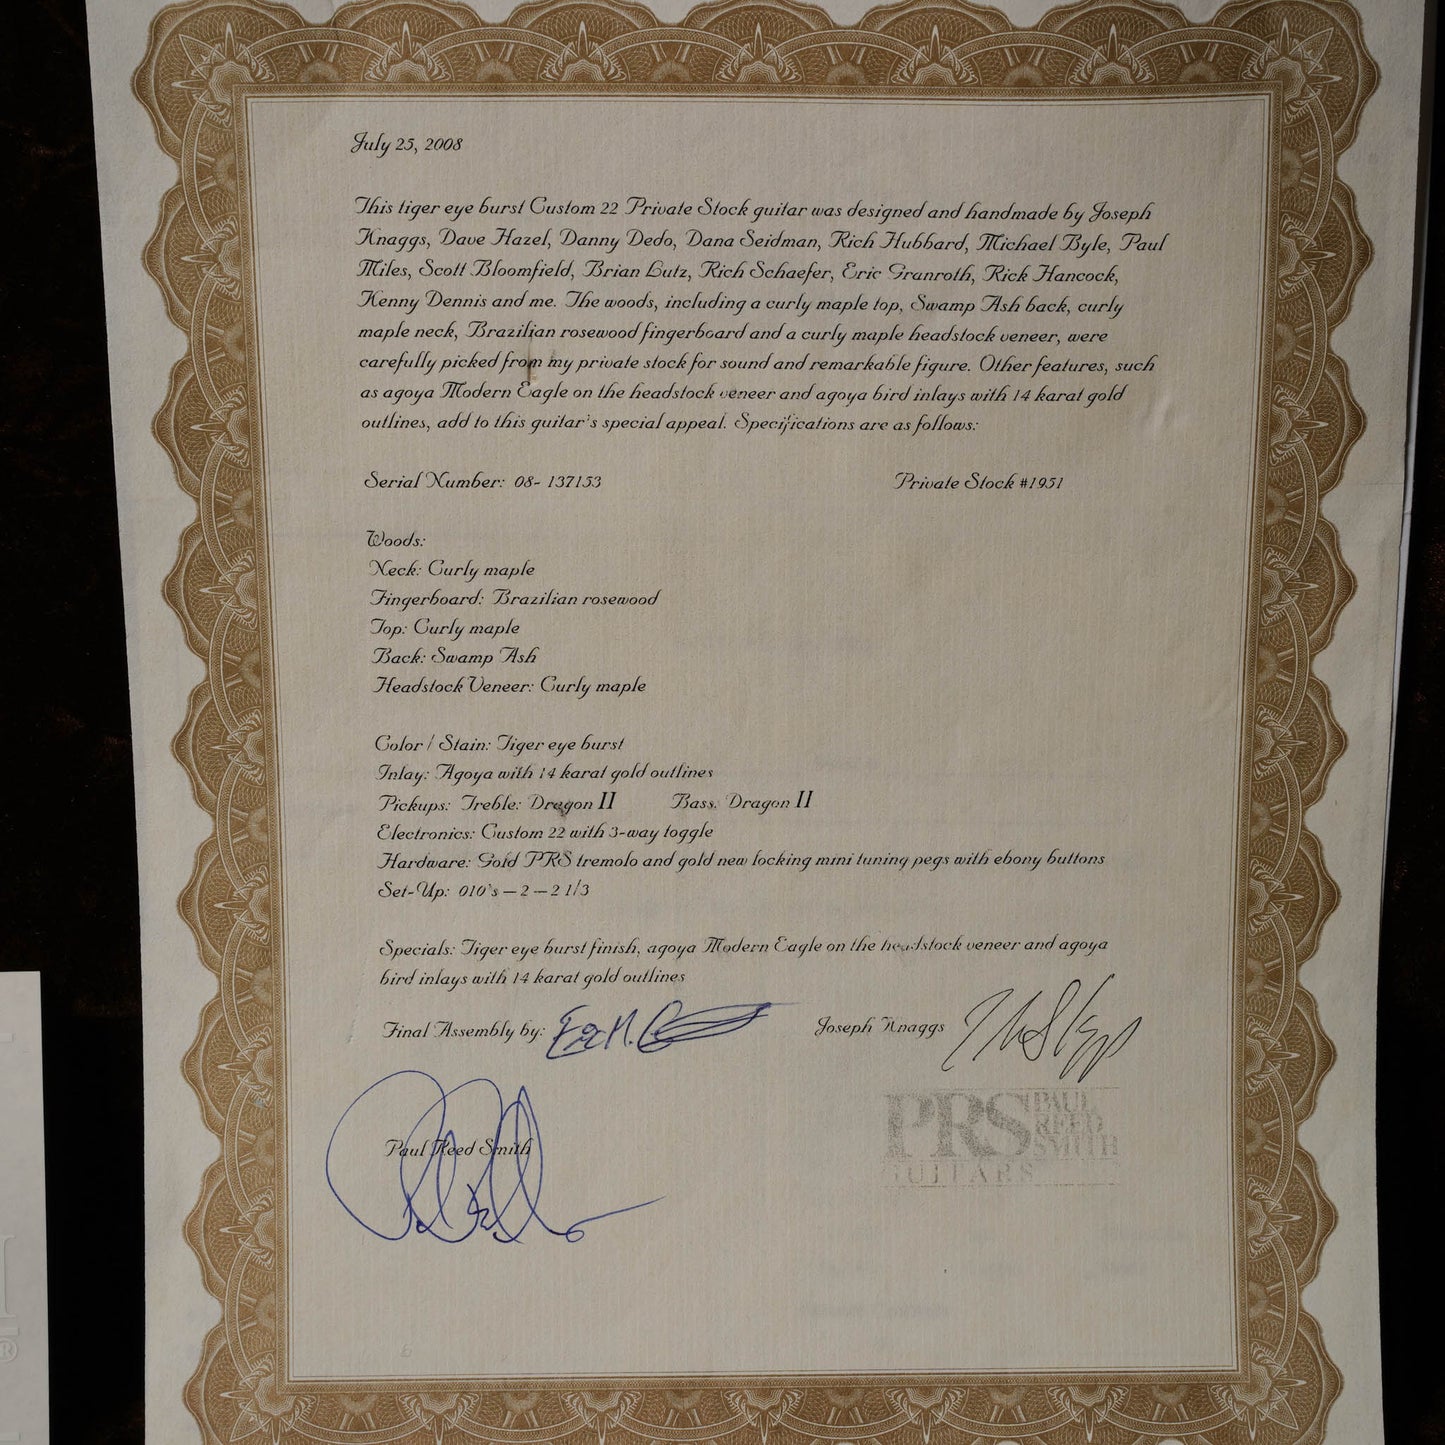 July 25, 2008
This tiger eye burst Custom 22 Private Stock guitar was designed and handmade by Joseph
Knaggs, Dave Hazel, Danny Dedo, Dana Seidman, Rich Hubbard, Michael Byle, Paul
Miles, Scott Bloomfield, Brian Lutz, Rich Schaefer, Eric Granroth, Rick Hancock,
Kenny Dennis and me. The woods, including a curly maple top, Swamp Ash back, curly
maple neck, Brazilian rosewood fingerboard and a curly maple headstock veneer, were
carefully picked from my private stock for sound and remarkable figure. Other features, such
as agoya Modern Eagle on the headstock veneer and agoya bird inlays with 14 karat gold
outlines, add to this guitar's special appeal. Specifications are as follows:
Serial Number: 08- 137153 Private Stock #1951
Woods:
Neck: Curly maple
Fingerboard: Brazilian rosewood
Top: Curly maple
Back: Swamp Ash
Headstock Veneer: Curly maple
Color / Stain: Tiger eye burst
Inlay: Agoya with 14 karat gold outlines
Pickups: Treble: Dragon II Bass: Dragon II
Electronics: Custom 22 with 3-way toggle
Hardware: Gold PRS tremolo and gold new locking mini tuning pegs with ebony buttons
Set-Up: 010's – 2 – 2 1/3
Specials: Tiger eye burst finish, agoya Modern Eagle on the headstock veneer and agoya
bird inlays with 14 karat gold outlines
Final Assembly by: Joseph Knaggs
Paul Reed Smith
PRS PAUL REED SMITH
GUITARS
®